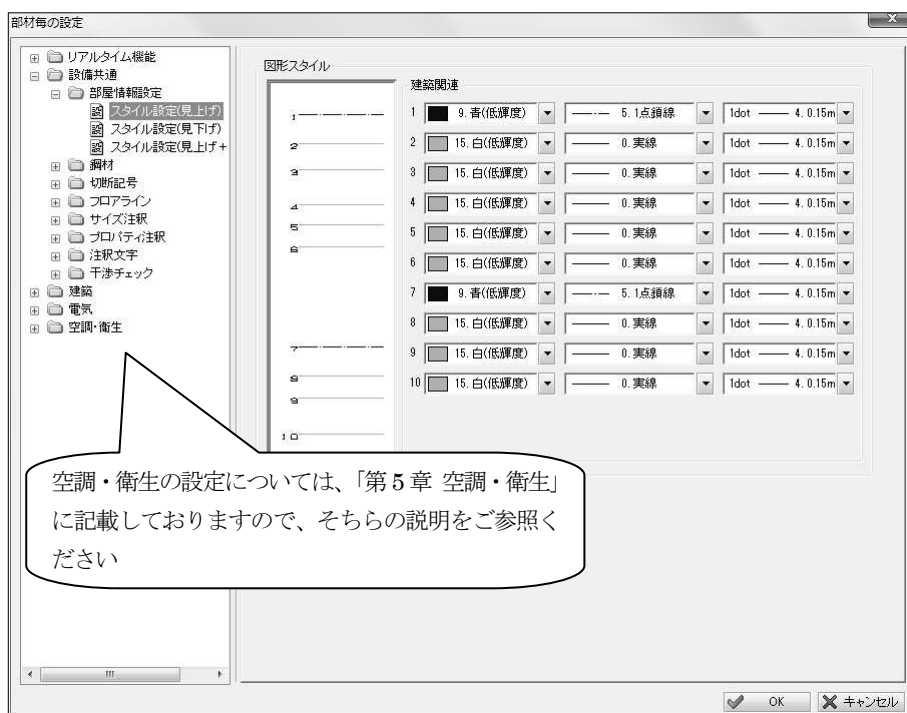 部材毎の設定
リアルタイム機能
設備共通
部屋情報設定
スタイル設定(見上げ)
スタイル設定(見下げ)
スタイル設定(見上げ+
鋼材
切断記号
フロアライン
サイズ注釈
プロパティ注釈
注釈文字
干渉チェック
建築
電気
空調・衛生
図形スタイル
1
2
3
4
5
6
7
8
9
10
建築関連
1 9. 青(低輝度) 5. 1点鎖線 1dot 4. 0.15m
2 15. 白(低輝度) 0. 実線 1dot 4. 0.15m
3 15. 白(低輝度) 0. 実線 1dot 4. 0.15m
4 15. 白(低輝度) 0. 実線 1dot 4. 0.15m
5 15. 白(低輝度) 0. 実線 1dot 4. 0.15m
6 15. 白(低輝度) 0. 実線 1dot 4. 0.15m
7 9. 青(低輝度) 5. 1点鎖線 1dot 4. 0.15m
8 15. 白(低輝度) 0. 実線 1dot 4. 0.15m
9 15. 白(低輝度) 0. 実線 1dot 4. 0.15m
10 15. 白(低輝度) 0. 実線 1dot 4. 0.15m
空調・衛生の設定については、「第5章 空調・衛生」
に記載しておりますので、そちらの説明をご参照く
ださい
OK
キャンセル